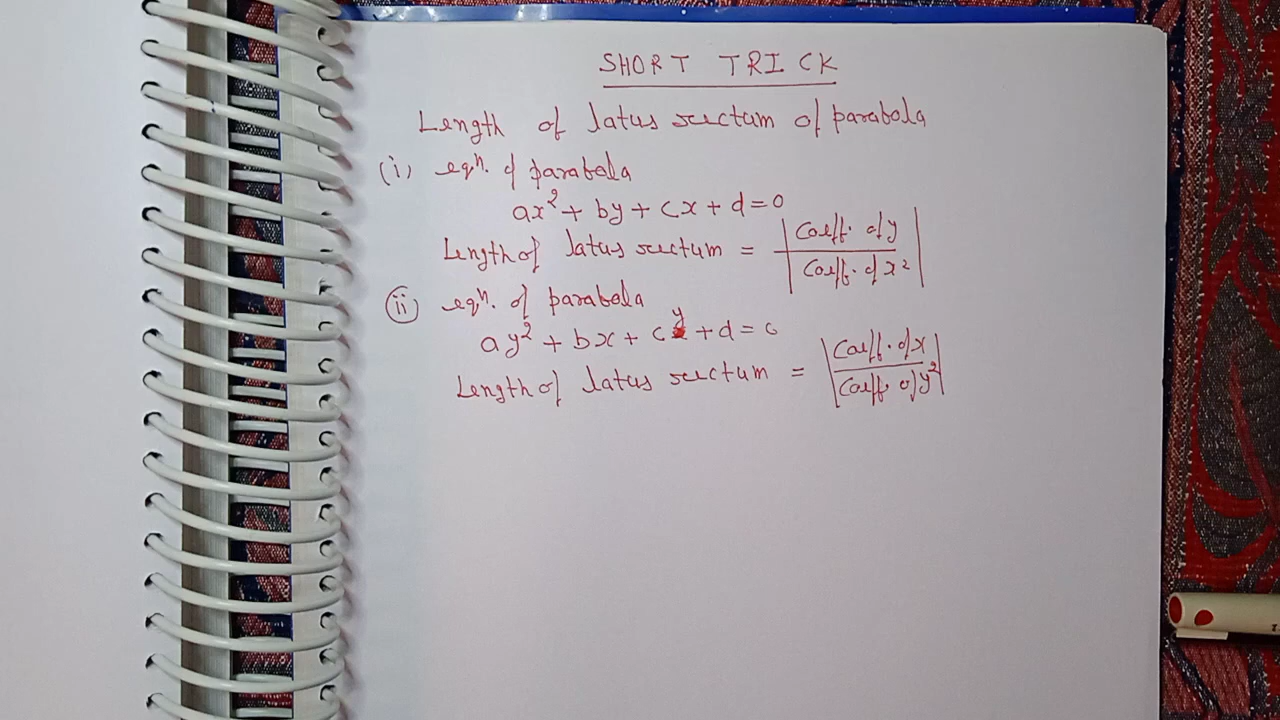 SHORT TRICK
Length of latus rectum of parabola
(i) eqⁿ. of parabola
ax² + by + cx + d = 0
Length of latus rectum = | Coeff. of y / Coeff. of x² |
(ii) eqⁿ. of parabola
ay² + bx + cy + d = 0
Length of latus rectum = | Coeff. of x / Coeff. of y² |